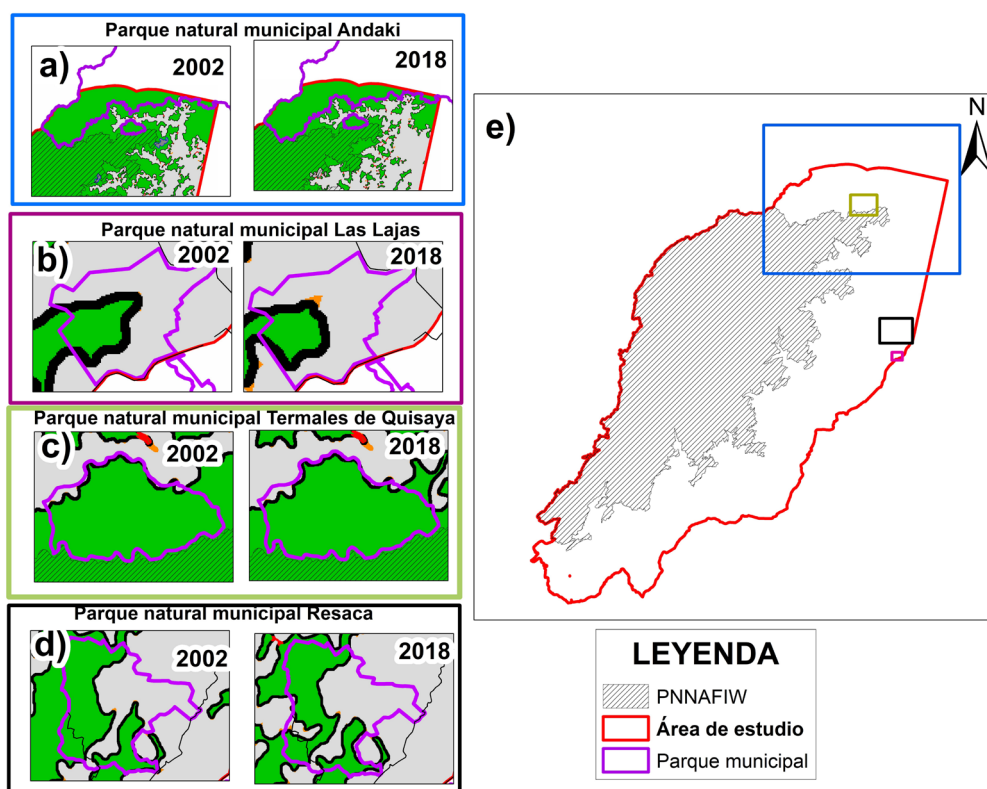 Parque natural municipal Andaki
a)
2002
2018
Parque natural municipal Las Lajas
b)
2002
2018
Parque natural municipal Termales de Quisaya
c)
2002
2018
Parque natural municipal Resaca
d)
2002
2018
e)
N
LEYENDA
PNNAFIW
Área de estudio
Parque municipal